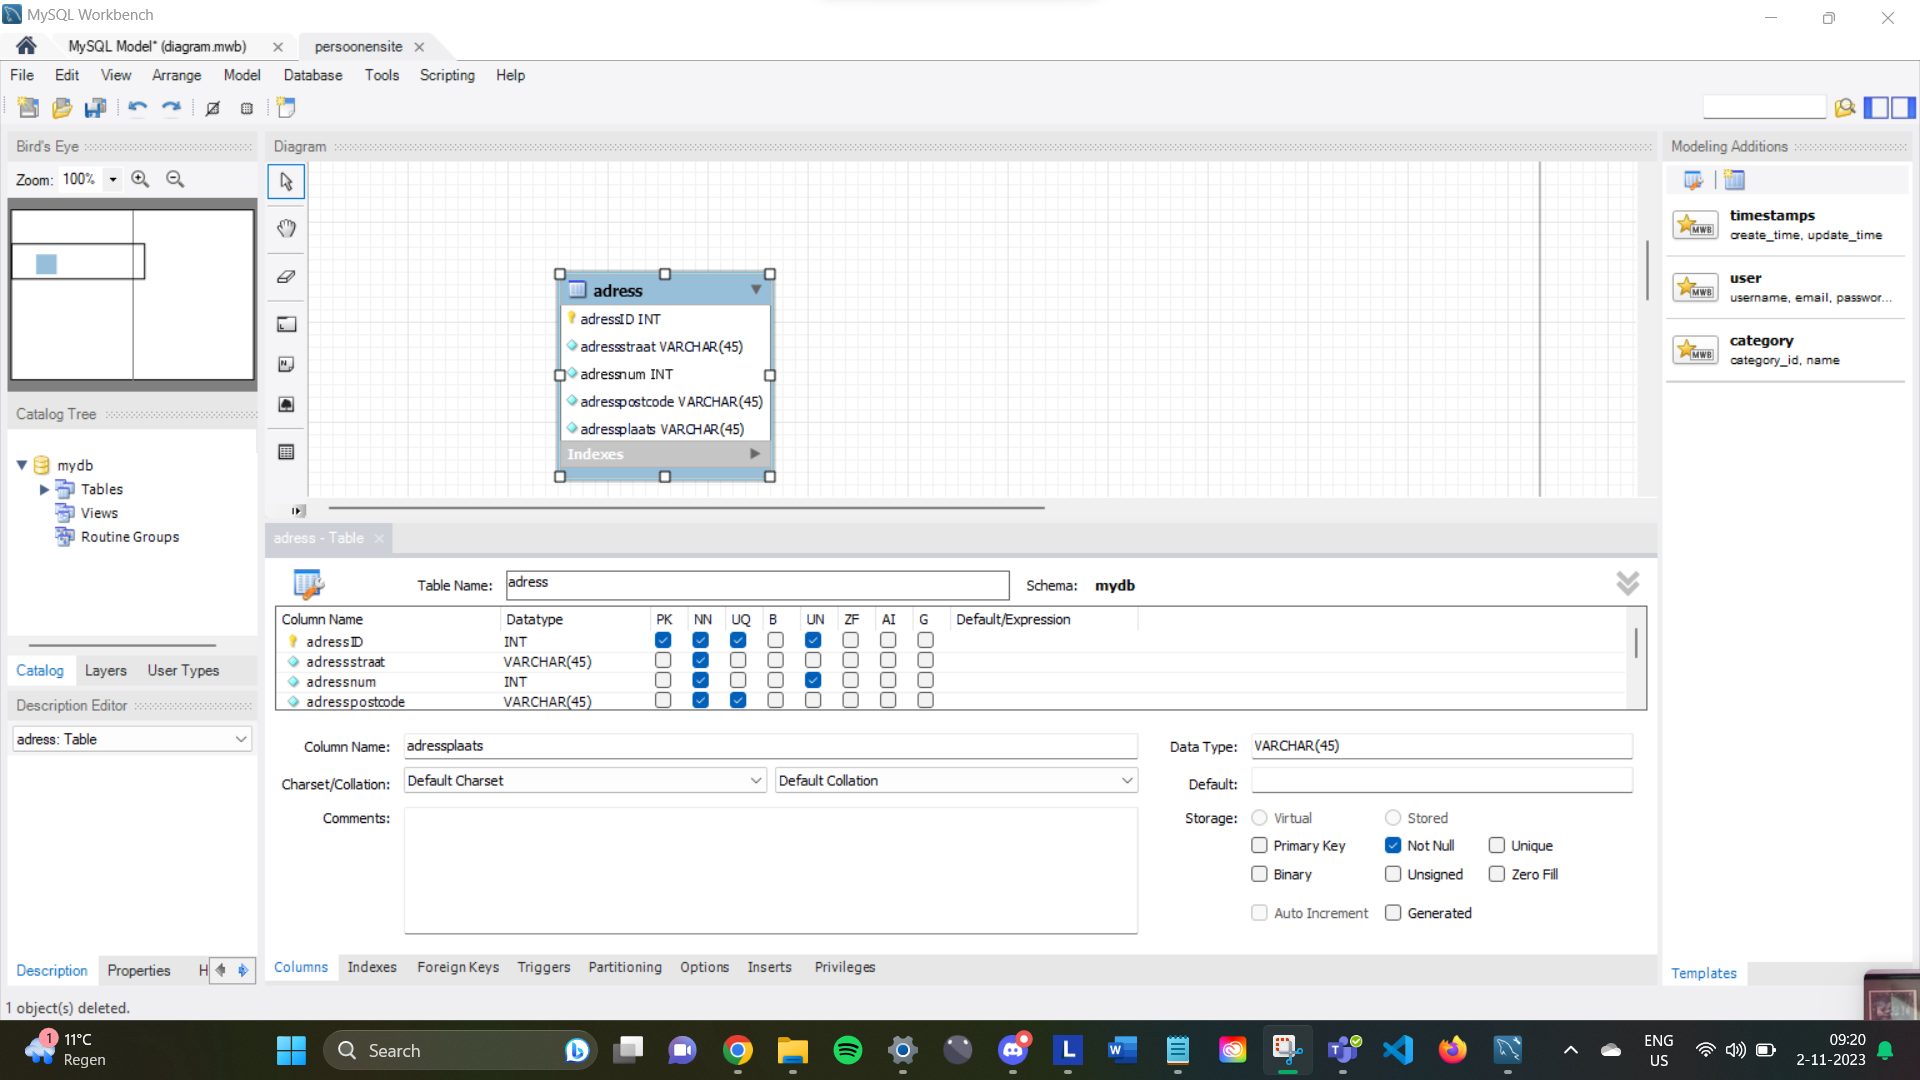 MySQL Workbench
MySQL Model* (diagram.mwb)
persoonensite
File Edit View Arrange Model Database Tools Scripting Help
Bird's Eye
Zoom: 100%
Diagram
Modeling Additions
timestamps
create_time, update_time
user
username, email, passwor...
category
category_id, name
adress
adressID INT
adressstraat VARCHAR(45)
adressnum INT
adresspostcode VARCHAR(45)
adressplaats VARCHAR(45)
Indexes
Catalog Tree
mydb
Tables
Views
Routine Groups
Catalog Layers User Types
Description Editor
adress: Table
adress - Table
Table Name: adress Schema: mydb
Column Name Datatype PK NN UQ B UN ZF AI G Default/Expression
adressID INT
adressstraat VARCHAR(45)
adressnum INT
adresspostcode VARCHAR(45)
Column Name: adressplaats Data Type: VARCHAR(45)
Charset/Collation: Default Charset Default Collation Default:
Comments: Storage: Virtual Stored
Primary Key Not Null Unique
Binary Unsigned Zero Fill
Auto Increment Generated
Description Properties H
Columns Indexes Foreign Keys Triggers Partitioning Options Inserts Privileges
Templates
1 object(s) deleted.
1
11°C
Regen
Search
ENG
US
09:20
2-11-2023